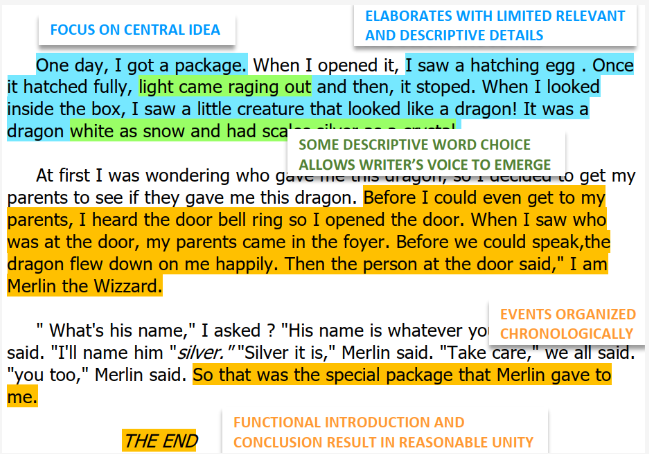 FOCUS ON CENTRAL IDEA
ELABORATES WITH LIMITED RELEVANT
AND DESCRIPTIVE DETAILS
One day, I got a package. When I opened it, I saw a hatching egg . Once
it hatched fully, light came raging out and then, it stoped. When I looked
inside the box, I saw a little creature that looked like a dragon! It was a
dragon white as snow and had scales silver as a crystal
SOME DESCRIPTIVE WORD CHOICE
ALLOWS WRITER'S VOICE TO EMERGE
At first I was wondering who gave me this dragon, so I decided to get my
parents to see if they gave me this dragon. Before I could even get to my
parents, I heard the door bell ring so I opened the door. When I saw who
was at the door, my parents came in the foyer. Before we could speak,the
dragon flew down on me happily. Then the person at the door said," I am
Merlin the Wizzard.
EVENTS ORGANIZED
CHRONOLOGICALLY
" What's his name," I asked ? "His name is whatever
said. "I'll name him "silver." "Silver it is," Merlin said. "Take care," we all said.
"you too," Merlin said. So that was the special package that Merlin gave to
me.
THE END
FUNCTIONAL INTRODUCTION AND
CONCLUSION RESULT IN REASONABLE UNITY